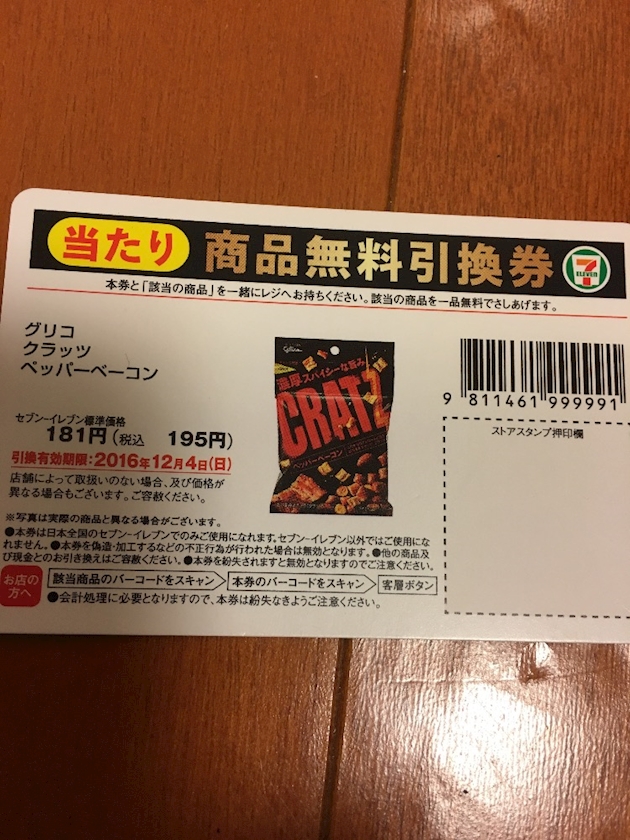 当たり 商品無料引換券
7 ELEVEN
本券と「該当の商品」を一緒にレジへお持ちください。該当の商品を一品無料でさしあげます。
グリコ
クラッツ
ペッパーベーコン
セブン-イレブン標準価格
181円(税込 195円)
引換有効期限:2016年12月4日(日)
店舗によって取扱いのない場合、及び価格が
異なる場合もございます。ご容赦ください。
Glico
濃厚スパイシーな旨み
CRATZ
ペッパーベーコン
9 811461 999991
ストアスタンプ押印欄
※写真は実際の商品と異なる場合がございます。
●本券は日本全国のセブン-イレブンでのみご使用になれます。セブン-イレブン以外ではご使用にな
れません。●本券を偽造・加工するなどの不正行為が行われた場合は無効となります。●他の商品及
び現金とのお引き換えはご容赦ください。●本券を紛失されますと無効となりますのでご注意ください。
お店の
方へ
該当商品のバーコードをスキャン 本券のバーコードをスキャン 客層ボタン
●会計処理に必要となりますので、本券は紛失なきようご注意ください。